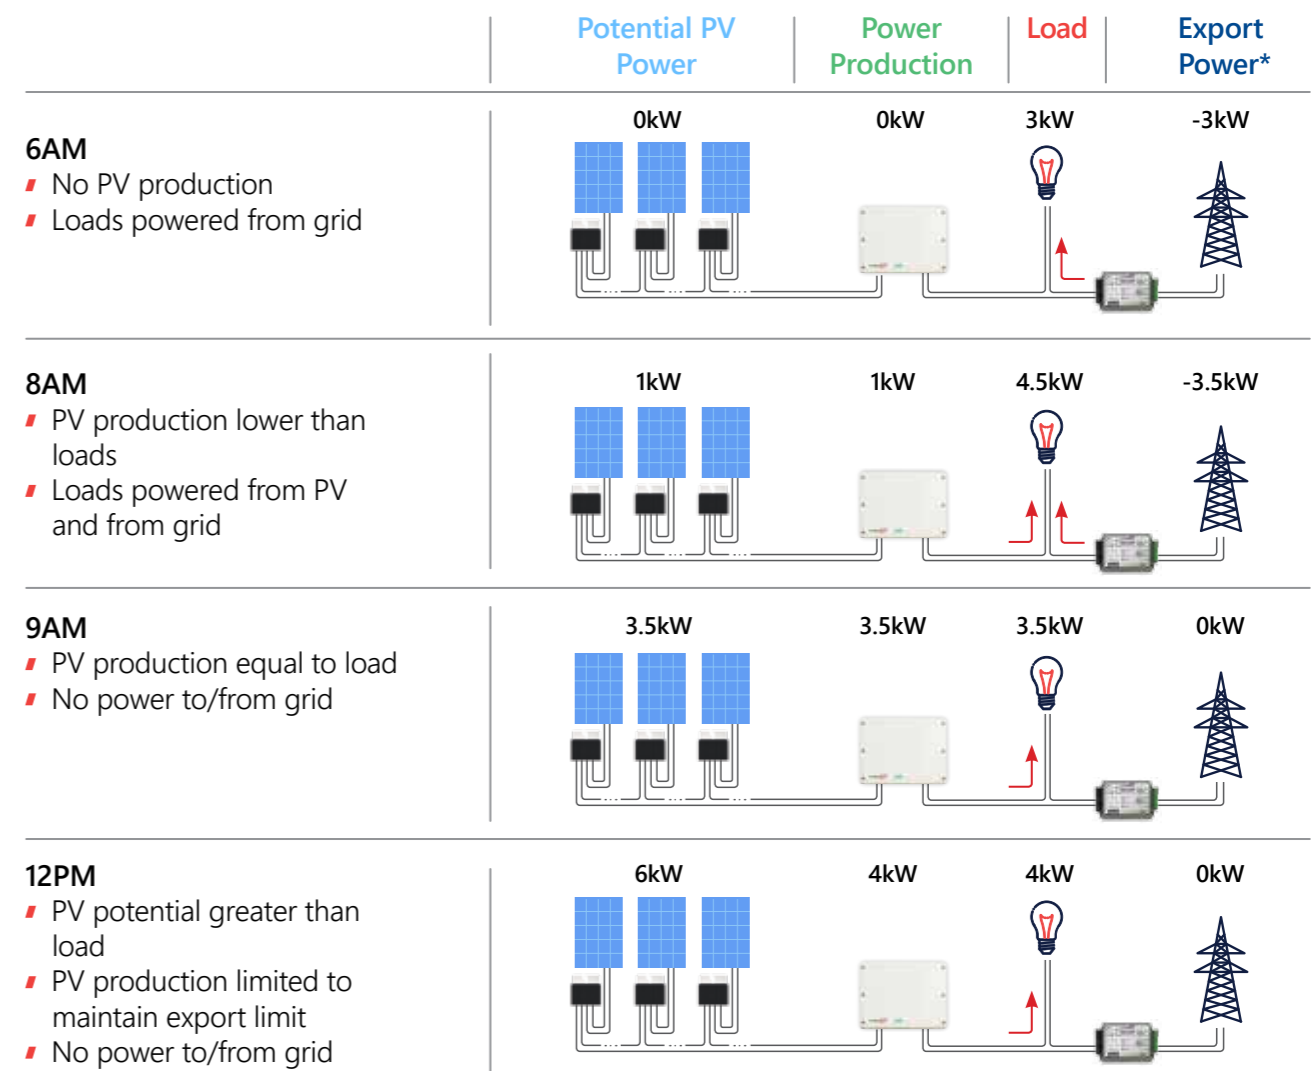 Potential PV
Power
Power
Production
Load
Export
Power*
6AM
No PV production
Loads powered from grid
0kW
0kW
3kW
-3kW
8AM
PV production lower than
loads
Loads powered from PV
and from grid
1kW
1kW
4.5kW
-3.5kW
9AM
PV production equal to load
No power to/from grid
3.5kW
3.5kW
3.5kW
0kW
12PM
PV potential greater than
load
PV production limited to
maintain export limit
No power to/from grid
6kW
4kW
4kW
0kW